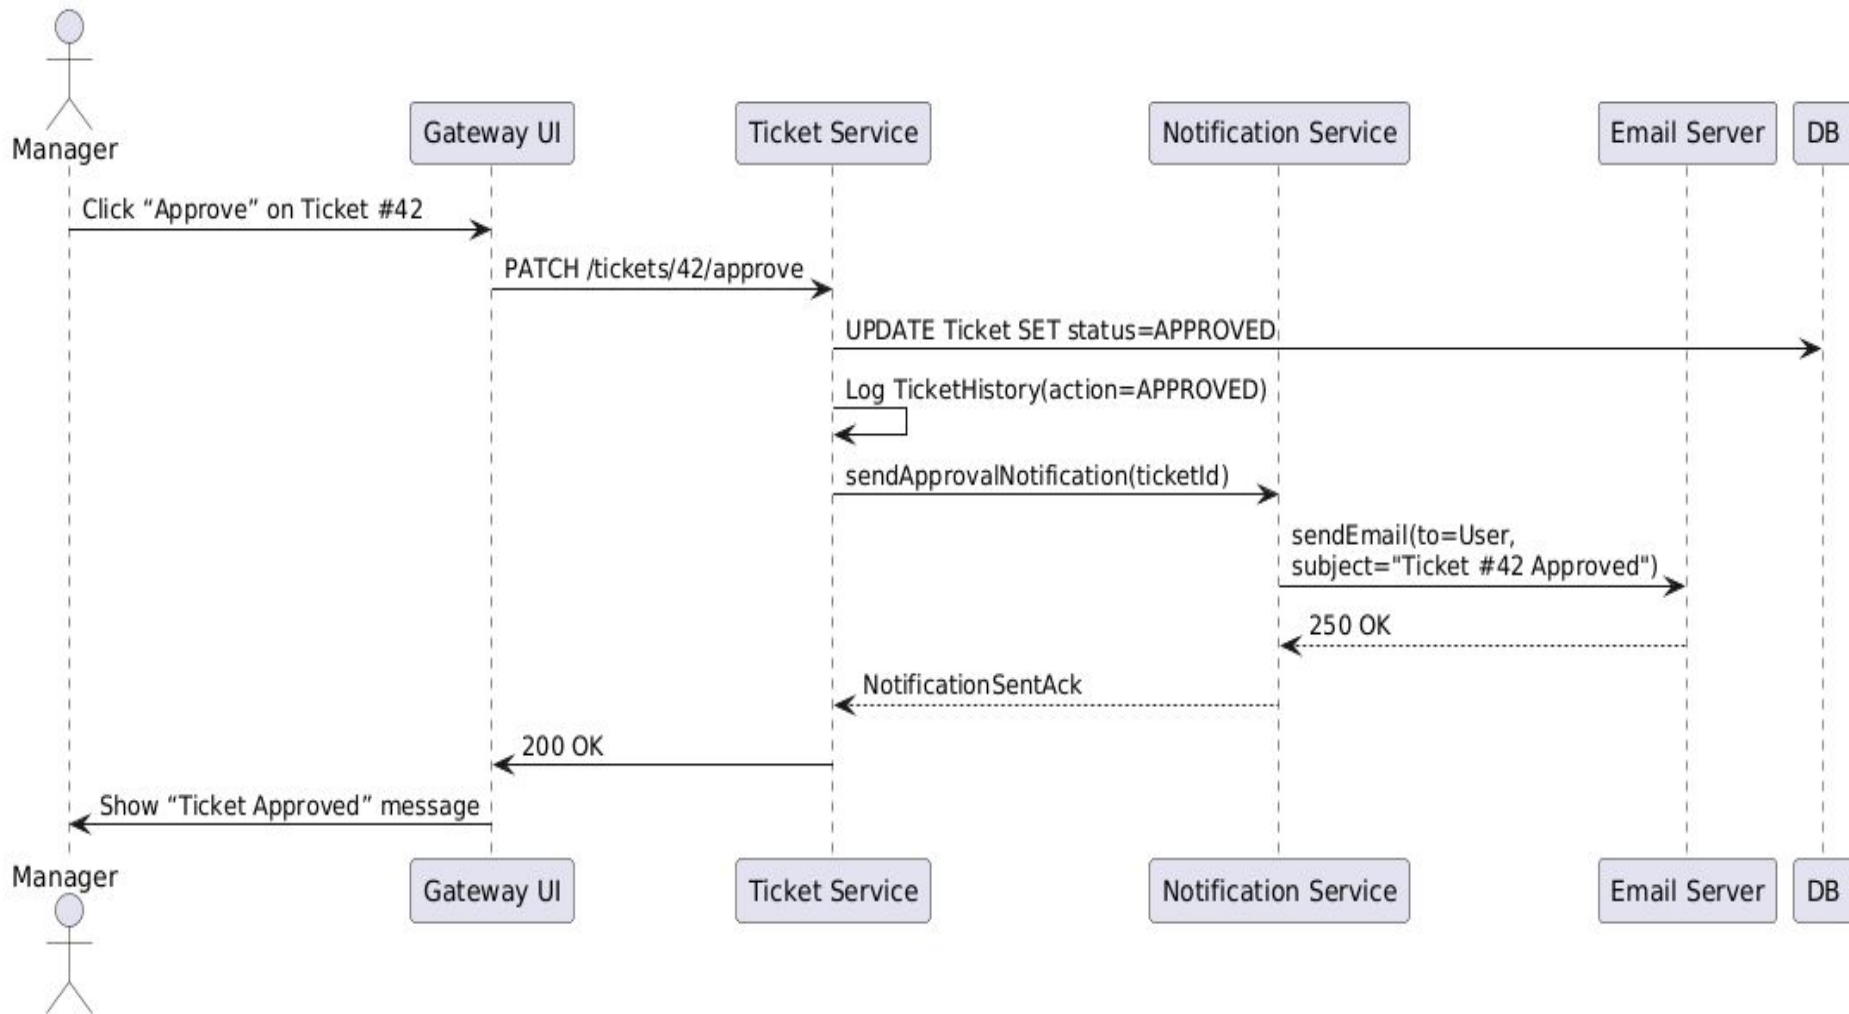 Manager
Gateway UI
Ticket Service
Notification Service
Email Server
DB
Click “Approve” on Ticket #42
PATCH /tickets/42/approve
UPDATE Ticket SET status=APPROVED
Log TicketHistory(action=APPROVED)
sendApprovalNotification(ticketId)
sendEmail(to=User,
subject="Ticket #42 Approved")
250 OK
NotificationSentAck
200 OK
Show “Ticket Approved” message
Manager
Gateway UI
Ticket Service
Notification Service
Email Server
DB